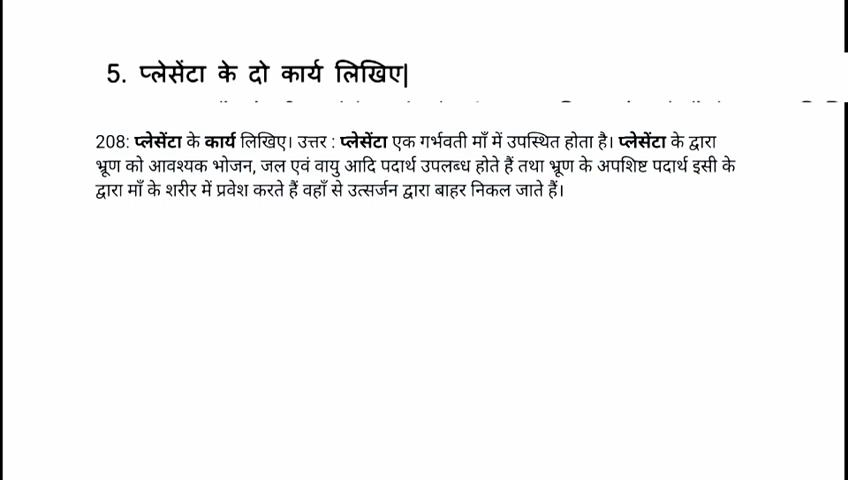 5. प्लेसेंटा के दो कार्य लिखिए|
208: प्लेसेंटा के कार्य लिखिए। उत्तर : प्लेसेंटा एक गर्भवती माँ में उपस्थित होता है। प्लेसेंटा के द्वारा
भ्रूण को आवश्यक भोजन, जल एवं वायु आदि पदार्थ उपलब्ध होते हैं तथा भ्रूण के अपशिष्ट पदार्थ इसी के
द्वारा माँ के शरीर में प्रवेश करते हैं वहाँ से उत्सर्जन द्वारा बाहर निकल जाते हैं।